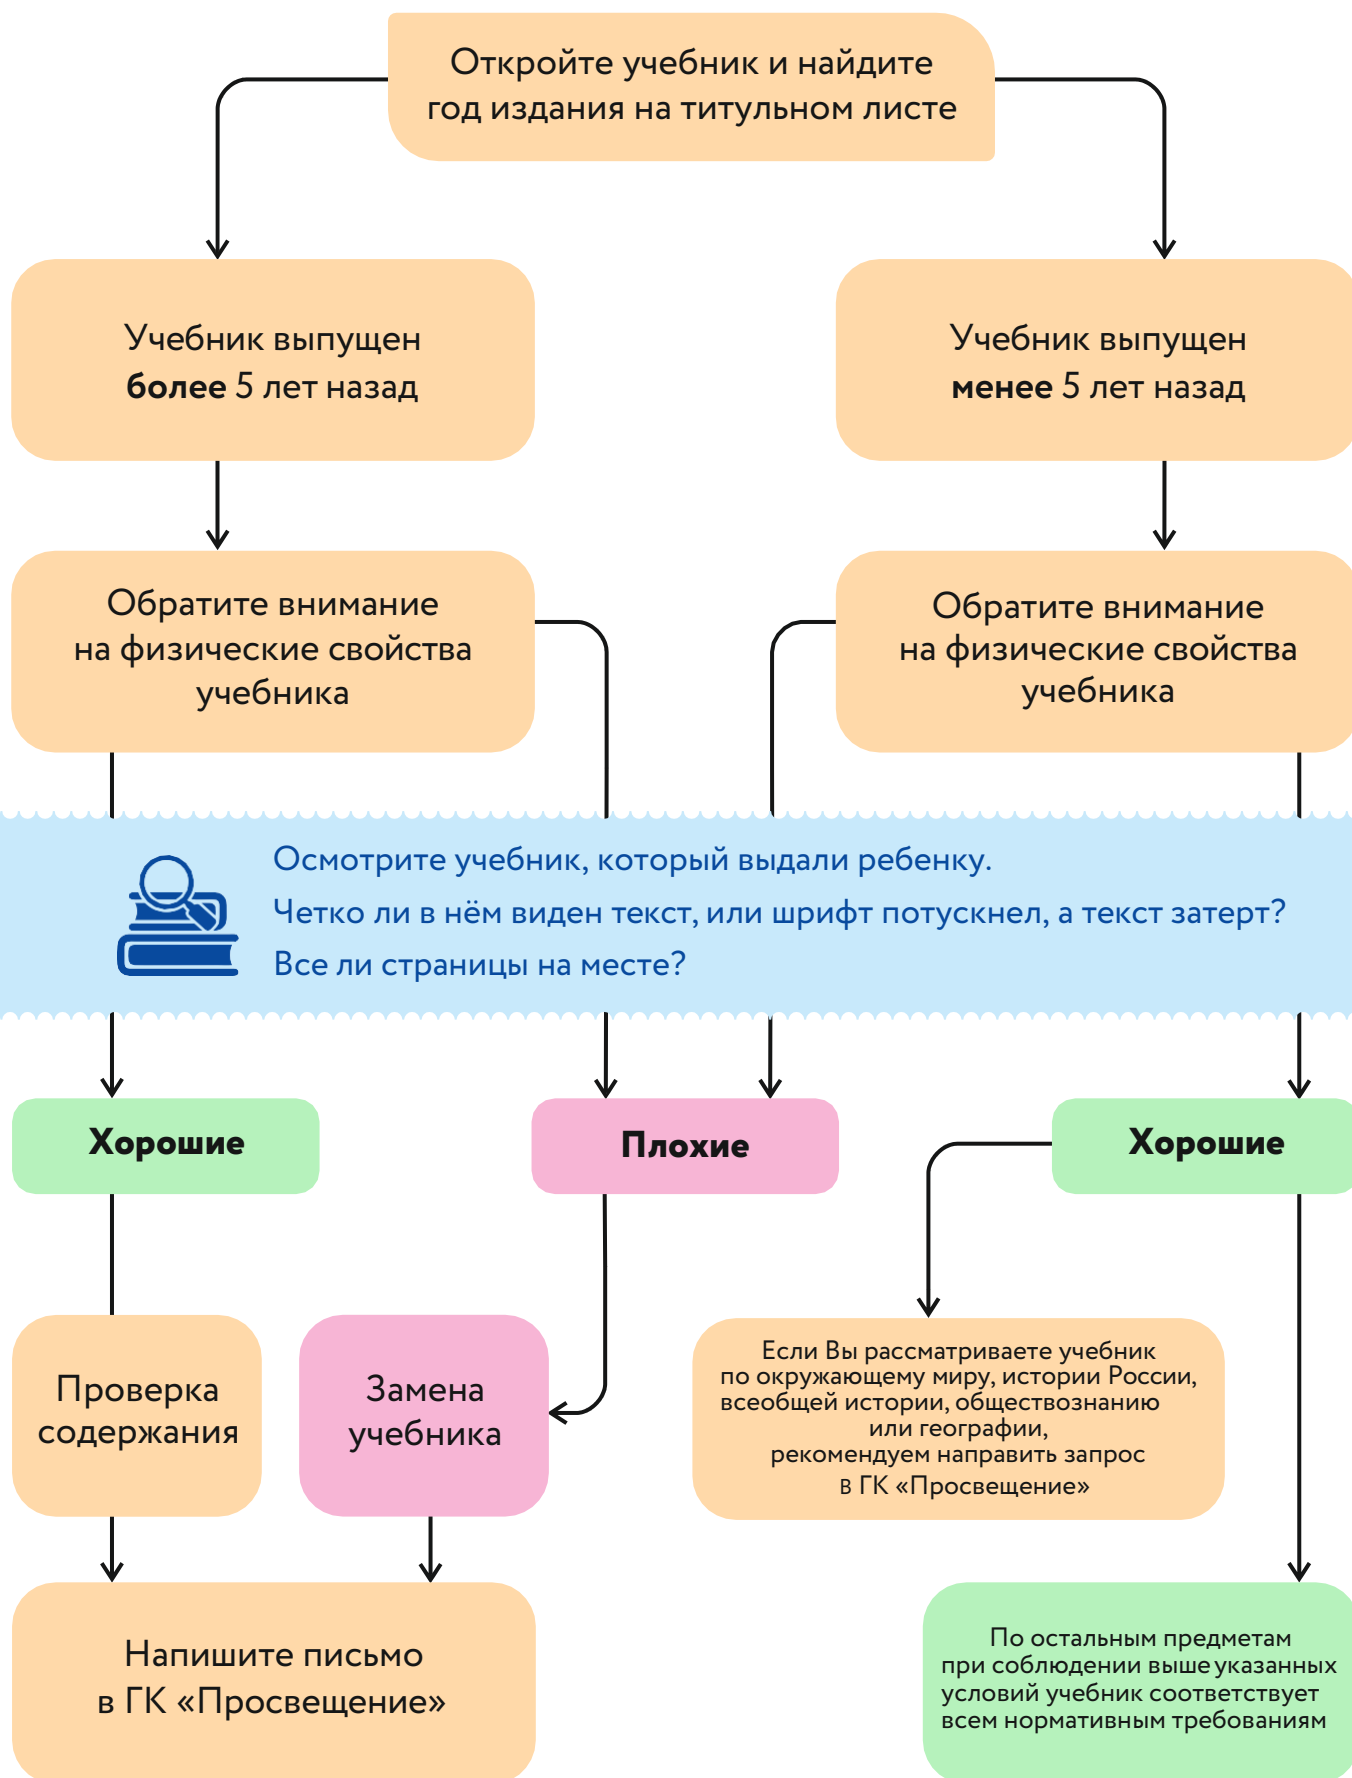 Откройте учебник и найдите
год издания на титульном листе
Учебник выпущен
более 5 лет назад
Учебник выпущен
менее 5 лет назад
Обратите внимание
на физические свойства
учебника
Обратите внимание
на физические свойства
учебника
Осмотрите учебник, который выдали ребенку.
Четко ли в нём виден текст, или шрифт потускнел, а текст затерт?
Все ли страницы на месте?
Хорошие
Плохие
Хорошие
Проверка
содержания
Замена
учебника
Если Вы рассматриваете учебник
по окружающему миру, истории России,
всеобщей истории, обществознанию
или географии,
рекомендуем направить запрос
в ГК «Просвещение»
Напишите письмо
в ГК «Просвещение»
По остальным предметам
при соблюдении выше указанных
условий учебник соответствует
всем нормативным требованиям